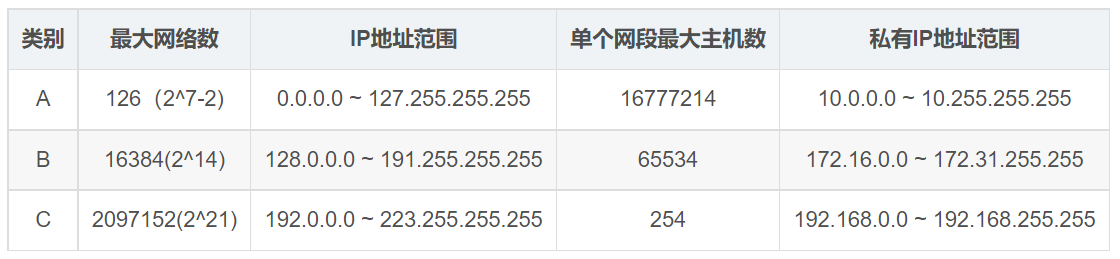 类别 最大网络数 IP地址范围 单个网段最大主机数 私有IP地址范围
A 126（2^7-2) 0.0.0.0 ~ 127.255.255.255 16777214 10.0.0.0 ~ 10.255.255.255
B 16384(2^14) 128.0.0.0 ~ 191.255.255.255 65534 172.16.0.0 ~ 172.31.255.255
C 2097152(2^21) 192.0.0.0 ~ 223.255.255.255 254 192.168.0.0 ~ 192.168.255.255